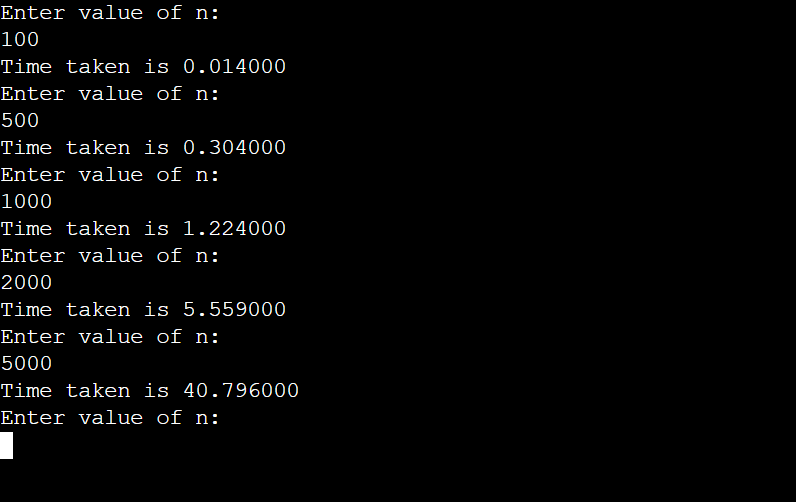 Enter value of n:
100
Time taken is 0.014000
Enter value of n:
500
Time taken is 0.304000
Enter value of n:
1000
Time taken is 1.224000
Enter value of n:
2000
Time taken is 5.559000
Enter value of n:
5000
Time taken is 40.796000
Enter value of n: